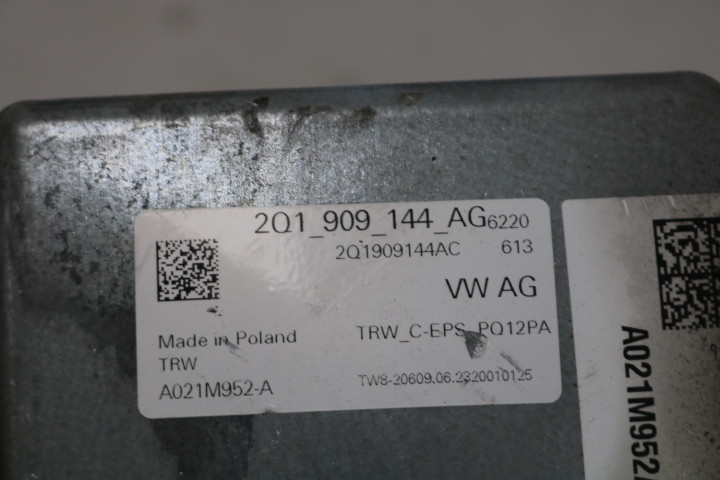 2Q1_909_144_AG6220
2Q1909144AC 613
VW AG
Made in Poland
TRW_C-EPS_PQ12PA
TRW
A021M952-A
TW8-20609.06.2320010125
A021M952